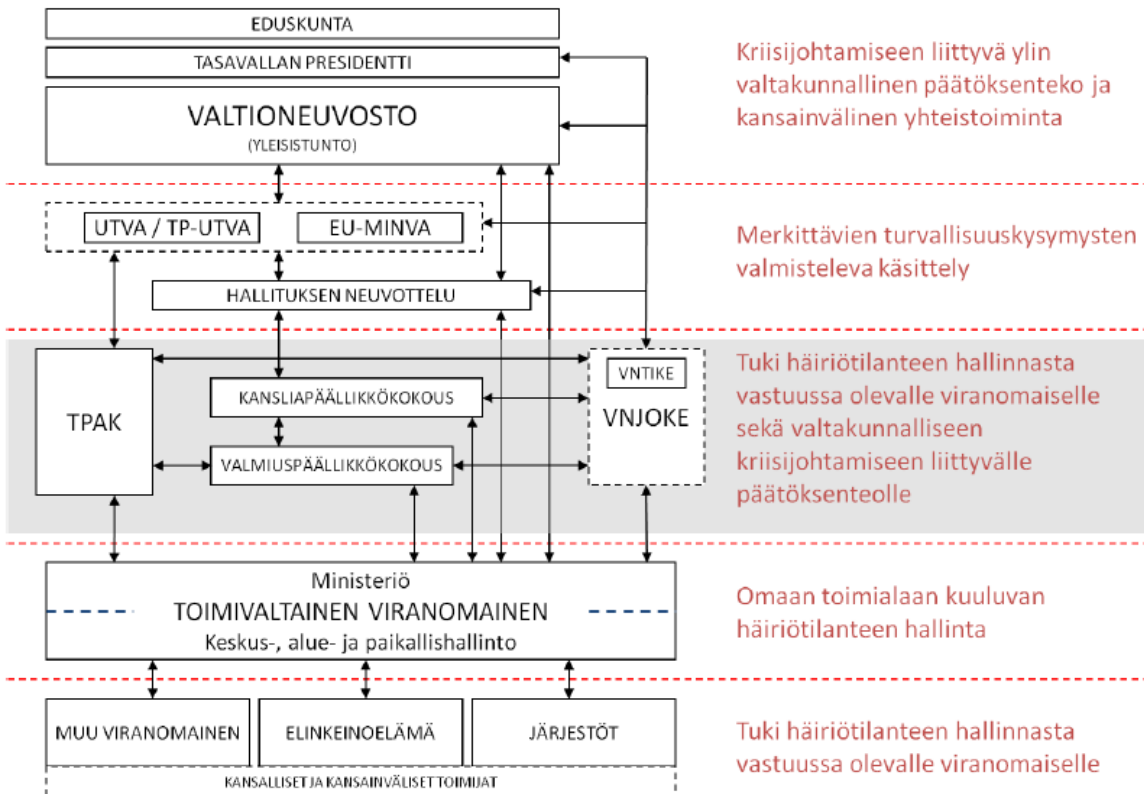 EDUSKUNTA
TASAVALLAN PRESIDENTTI
VALTIONEUVOSTO
(YLEISISTUNTO)
Kriisijohtamiseen liittyvä ylin
valtakunnallinen päätöksenteko ja
kansainvälinen yhteistoiminta
UTVA / TP-UTVA
EU-MINVA
HALLITUKSEN NEUVOTTELU
Merkittävien turvallisuuskysymysten
valmisteleva käsittely
TPAK
KANSLIAPÄÄLLIKKÖKOKOUS
VALMIUSPÄÄLLIKKÖKOKOUS
VNTIKE
VNJOKE
Tuki häiriötilanteen hallinnasta
vastuussa olevalle viranomaiselle
sekä valtakunnalliseen
kriisijohtamiseen liittyvälle
päätöksenteolle
Ministeriö
TOIMIVALTAINEN VIRANOMAINEN
Keskus-, alue- ja paikallishallinto
Omaan toimialaan kuuluvan
häiriötilanteen hallinta
MUU VIRANOMAINEN
ELINKEINOELÄMÄ
JÄRJESTÖT
KANSALLISET JA KANSAINVÄLISET TOIMIJAT
Tuki häiriötilanteen hallinnasta
vastuussa olevalle viranomaiselle